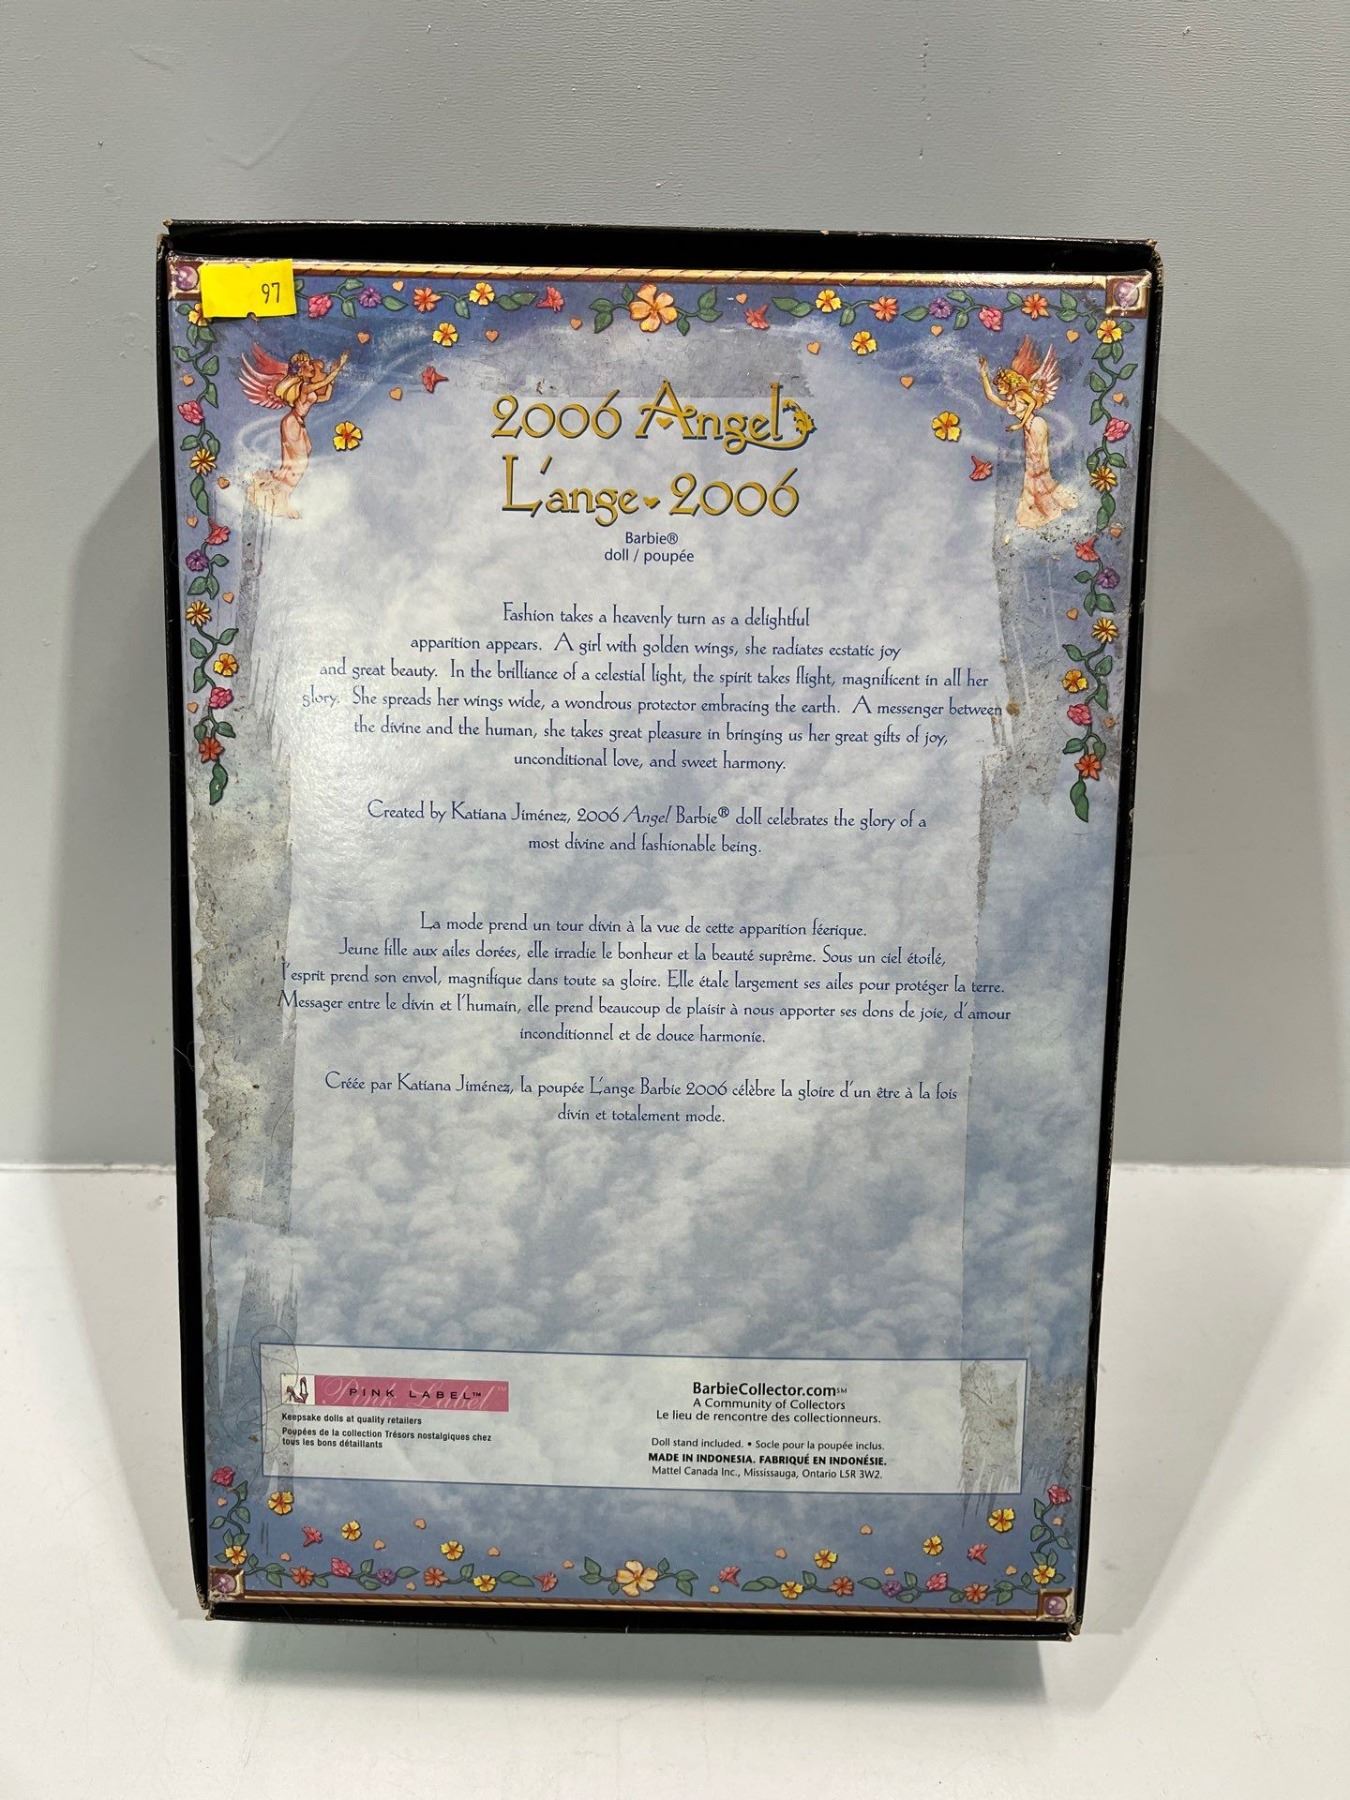 97
2006 Angel
L'ange 2006
Barbie®
doll / poupée
Fashion takes a heavenly turn as a delightful
apparition appears. A girl with golden wings, she radiates ecstatic joy
and great beauty. In the brilliance of a celestial light, the spirit takes flight, magnificent in all her
glory. She spreads her wings wide, a wondrous protector embracing the earth. A messenger between
the divine and the human, she takes great pleasure in bringing us her great gifts of joy,
unconditional love, and sweet harmony.
Created by Katiana Jiménez, 2006 Angel Barbie® doll celebrates the glory of a
most divine and fashionable being.
La mode prend un tour divin à la vue de cette apparition féerique.
Jeune fille aux ailes dorées, elle irradie le bonheur et la beauté suprême. Sous un ciel étoilé,
l'esprit prend son envol, magnifique dans toute sa gloire. Elle étale largement ses ailes pour protéger la terre.
Messager entre le divin et l'humain, elle prend beaucoup de plaisir à nous apporter ses dons de joie, d'amour
inconditionnel et de douce harmonie.
Créée par Katiana Jiménez, la poupée L'ange Barbie 2006 célèbre la gloire d'un être à la fois
divin et totalement mode.
PINK LABEL™
Pink Label™
Keepsake dolls at quality retailers
Poupées de la collection Trésors nostalgiques chez
tous les bons détaillants
BarbieCollector.com℠
A Community of Collectors
Le lieu de rencontre des collectionneurs.
Doll stand included. • Socle pour la poupée inclus.
MADE IN INDONESIA. FABRIQUÉ EN INDONÉSIE.
Mattel Canada Inc., Mississauga, Ontario L5R 3W2.